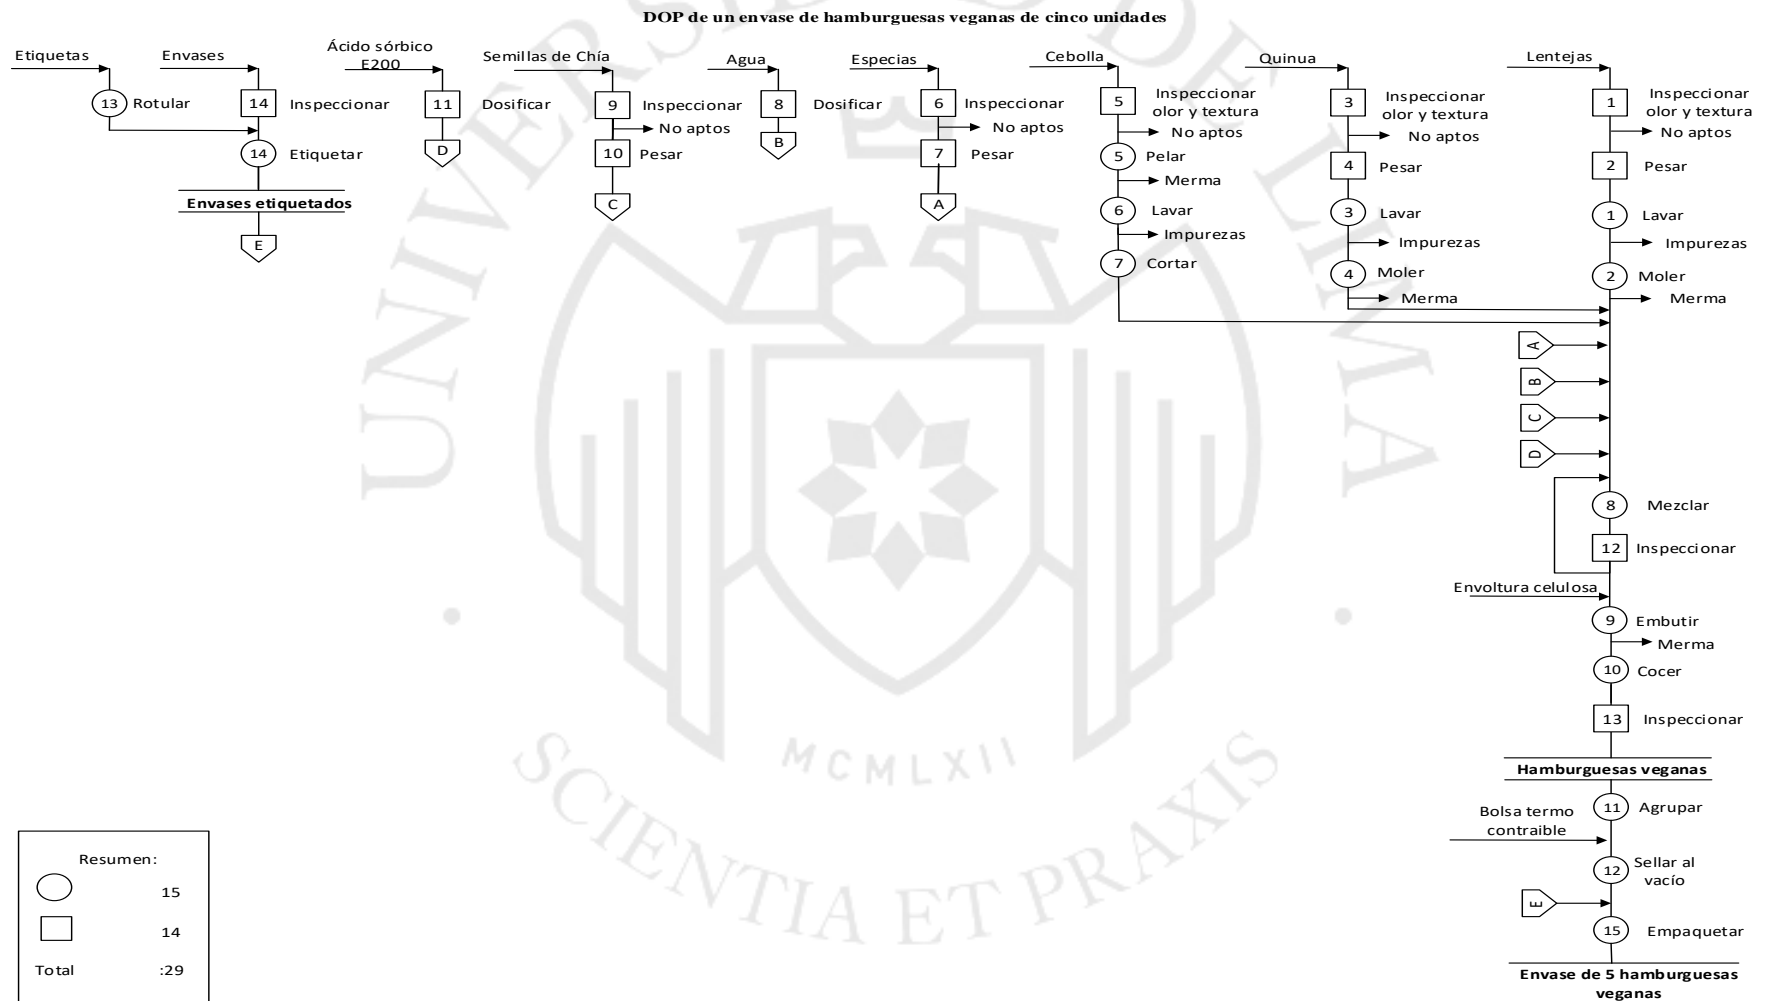 DOP de un envase de hamburguesas veganas de cinco unidades
Etiquetas
13 Rotular
Envases
14 Inspeccionar
14 Etiquetar
Envases etiquetados
E
Ácido sórbico
E200
11 Dosificar
D
Semillas de Chía
9 Inspeccionar
No aptos
10 Pesar
C
Agua
8 Dosificar
B
Especias
6 Inspeccionar
No aptos
7 Pesar
A
Cebolla
5 Inspeccionar
olor y textura
No aptos
5 Pelar
Merma
6 Lavar
Impurezas
7 Cortar
Quinua
3 Inspeccionar
olor y textura
No aptos
4 Pesar
3 Lavar
Impurezas
4 Moler
Merma
Lentejas
1 Inspeccionar
olor y textura
No aptos
2 Pesar
1 Lavar
Impurezas
2 Moler
Merma
A
B
C
D
8 Mezclar
12 Inspeccionar
Envoltura celulosa
9 Embutir
Merma
10 Cocer
13 Inspeccionar
Hamburguesas veganas
11 Agrupar
Bolsa termo
contraible
12 Sellar al
vacío
E
15 Empaquetar
Envase de 5 hamburguesas
veganas
Resumen:
15
14
Total :29
UNIVERSIDAD DE LIMA
MCMLXII
SCIENTIA ET PRAXIS